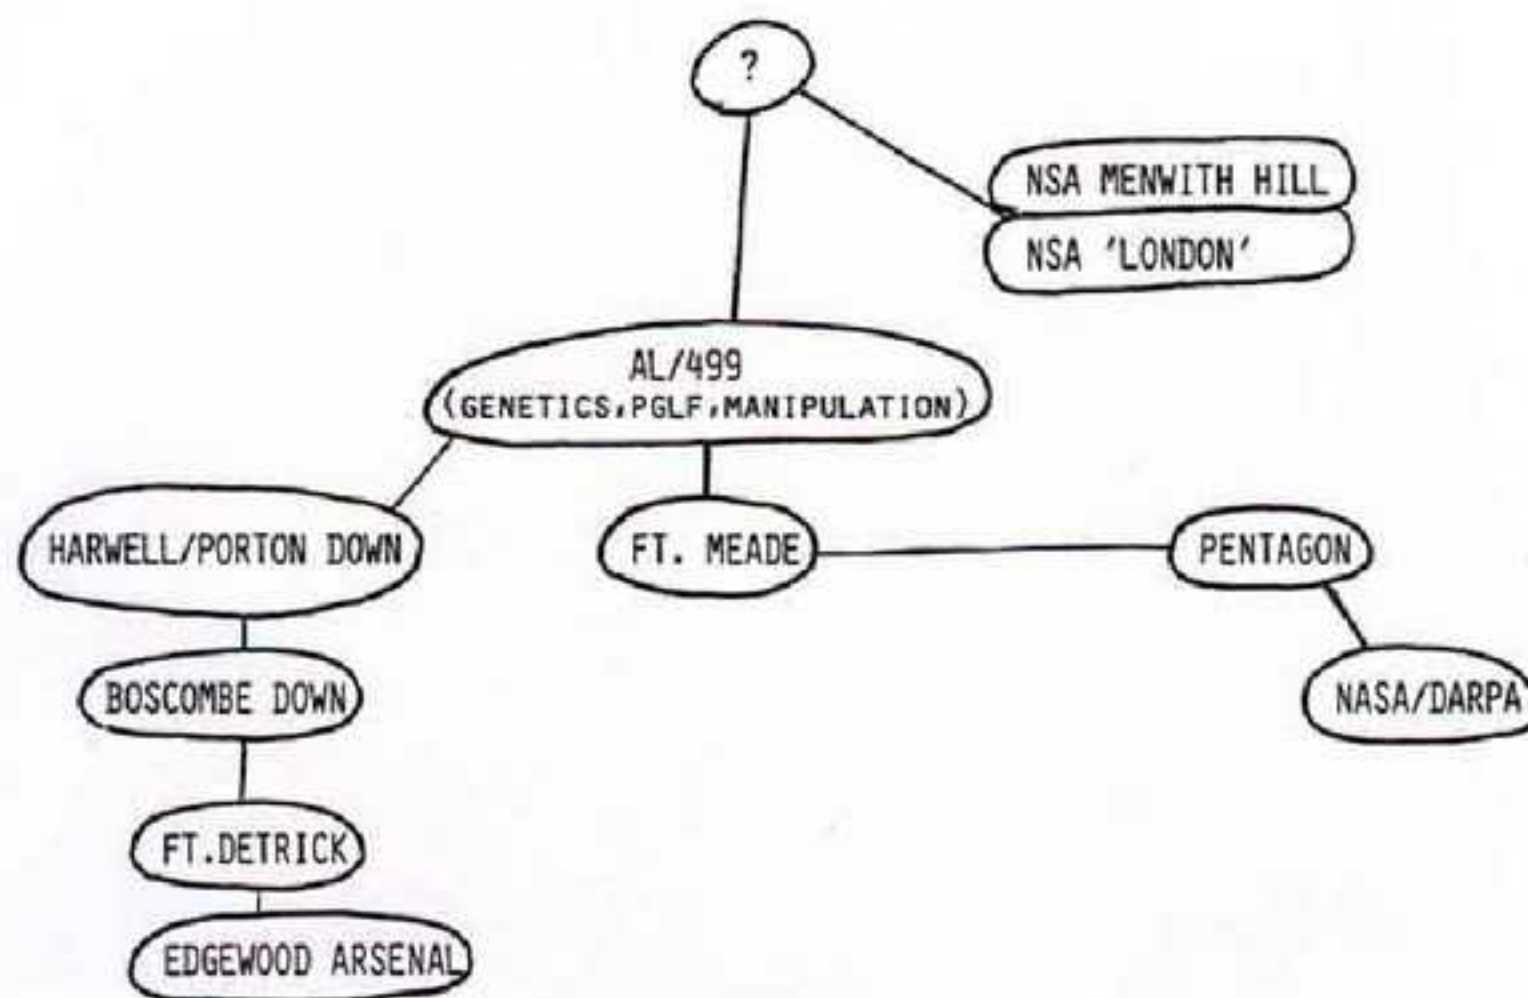 ?
NSA MENWITH HILL
NSA 'LONDON'
AL/499
(GENETICS,PGLF,MANIPULATION)
HARWELL/PORTON DOWN
FT. MEADE
PENTAGON
BOSCOMBE DOWN
NASA/DARPA
FT.DETRICK
EDGEWOOD ARSENAL